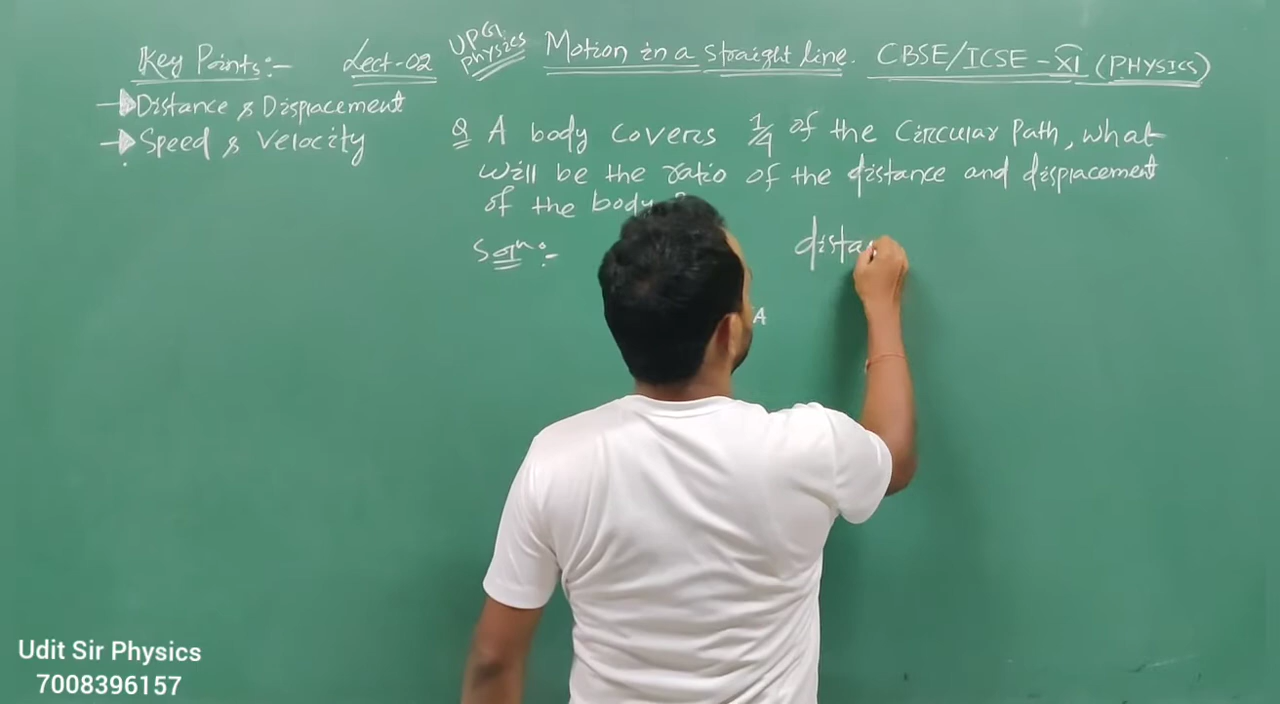 Key Points:-
Lect-02
UPG1
Physics
Motion in a straight line. CBSE/ICSE-XI (PHYSICS)
Distance & Displacement
Speed & Velocity
Q A body covers 1/4 of the Circular Path, what
will be the ratio of the distance and displacement
of the body
Soln:-
dista
A
Udit Sir Physics
7008396157